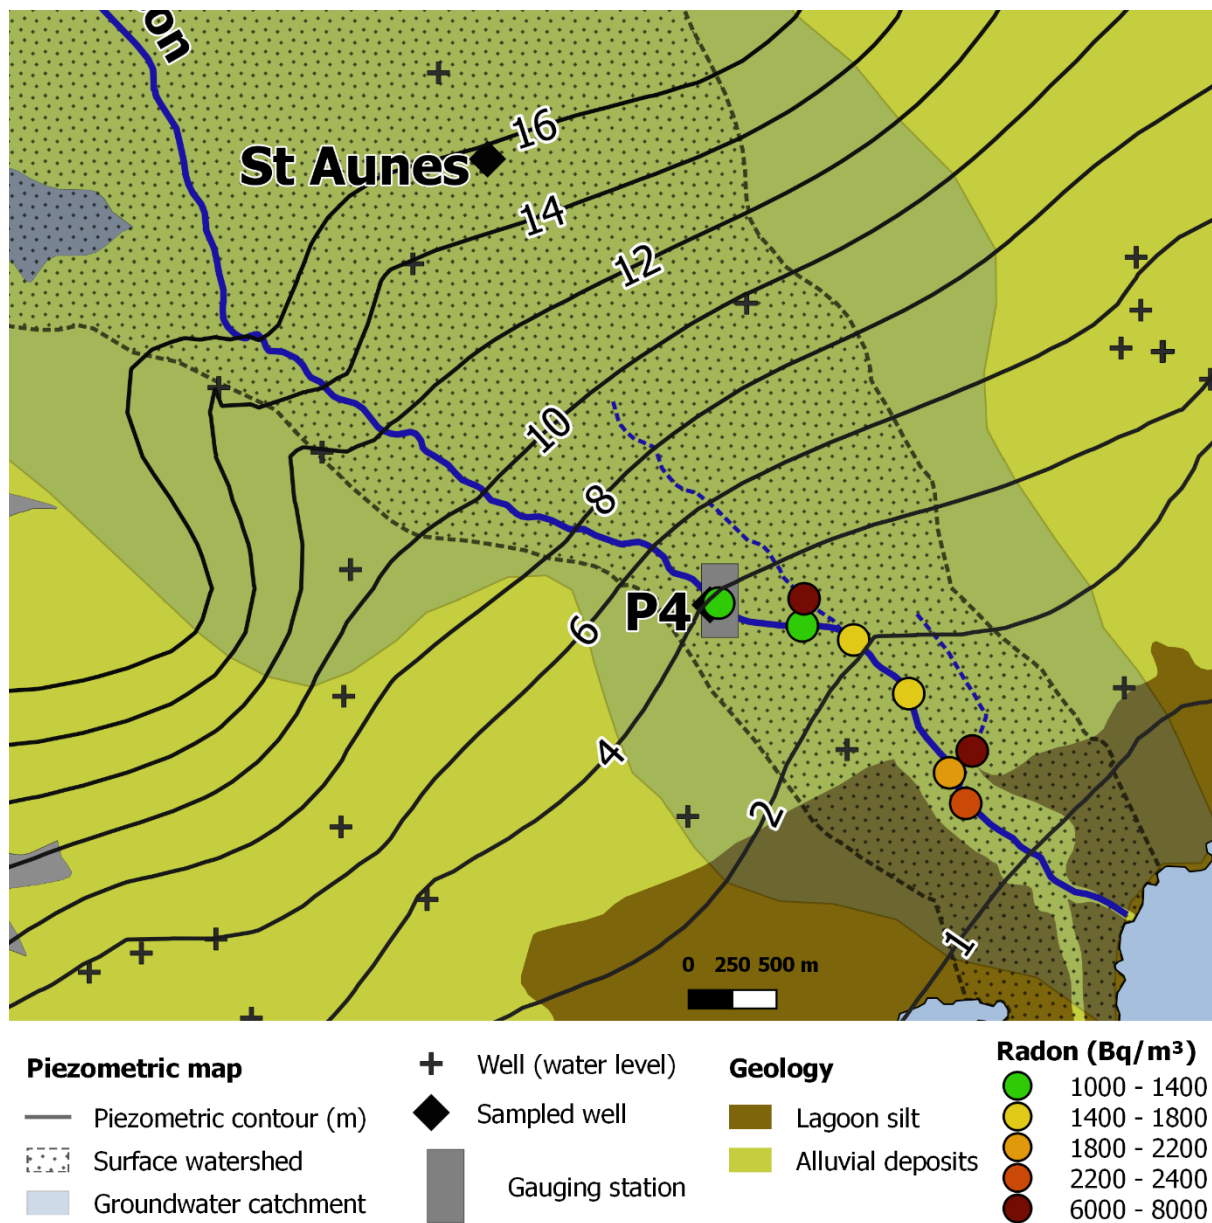 on
16
St Aunes
14
12
10
8
P4
6
4
2
1
0 250 500 m
Piezometric map
Piezometric contour (m)
Surface watershed
Groundwater catchment
Well (water level)
Sampled well
Gauging station
Geology
Lagoon silt
Alluvial deposits
Radon (Bq/m³)
1000 - 1400
1400 - 1800
1800 - 2200
2200 - 2400
6000 - 8000